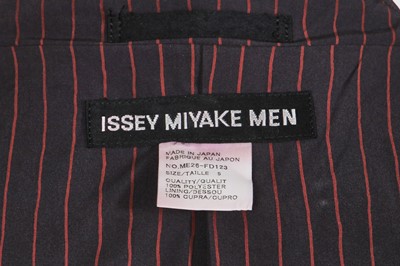 ISSEY MIYAKE MEN
MADE IN JAPAN
FABRIQUE AU JAPON
NO.ME26-FD123
SIZE/TAILLE S
QUALITY/QUALIT
100% POLYESTER
LINING/DESSOU
100% CUPRA/CUPRO